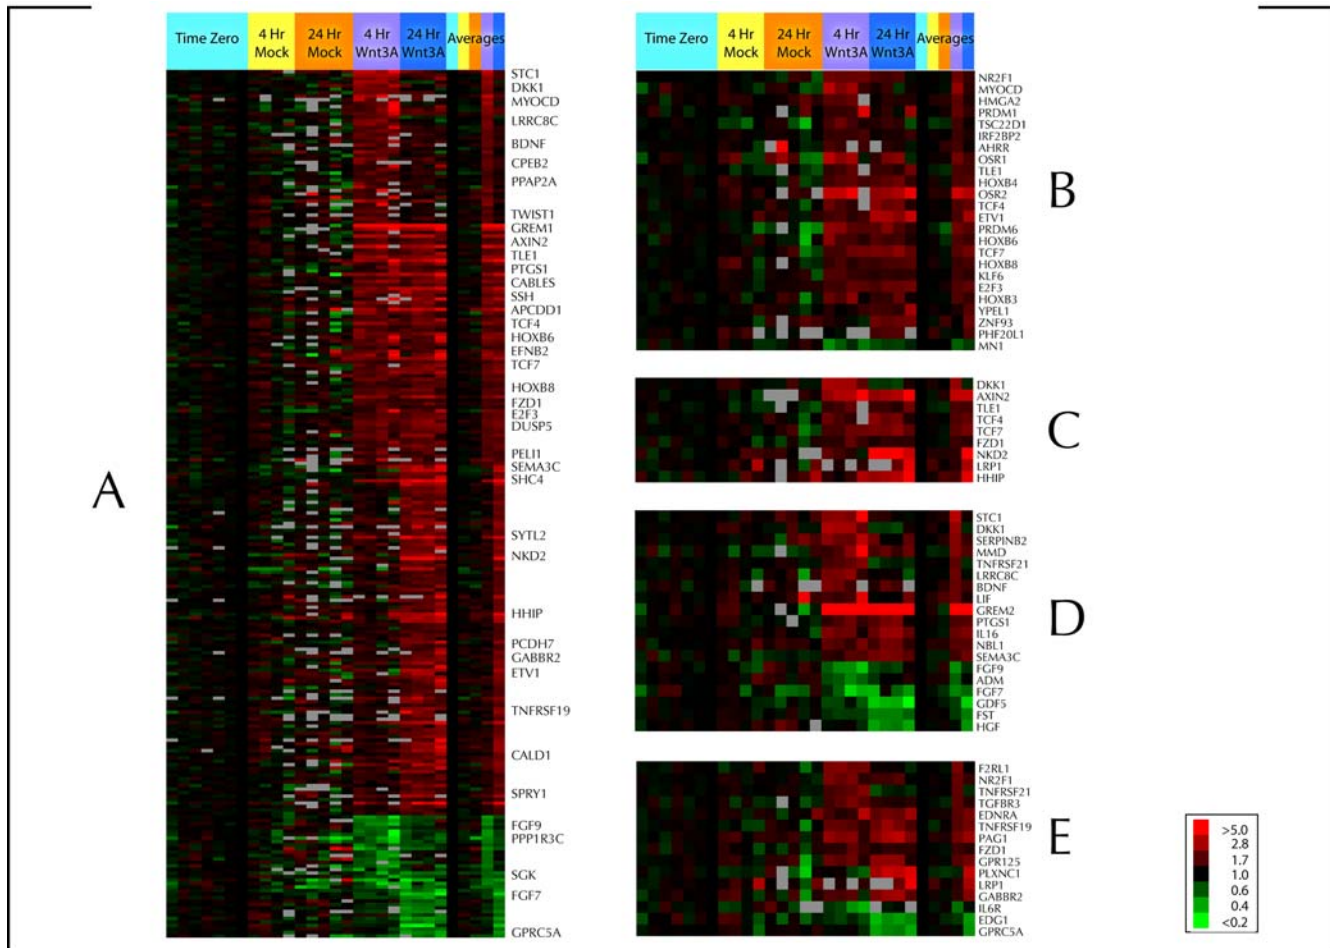 Time Zero
4 Hr
Mock
24 Hr
Mock
4 Hr
Wnt3A
24 Hr
Wnt3A
Averages
STC1
DKK1
MYOCD
LRRC8C
BDNF
CPEB2
PPAP2A
TWIST1
GREM1
AXIN2
TLE1
PTGS1
CABLES
SSH
APCDD1
TCF4
HOXB6
EFNB2
TCF7
HOXB8
FZD1
E2F3
DUSP5
PELI1
SEMA3C
SHC4
SYTL2
NKD2
HHIP
PCDH7
GABBR2
ETV1
TNFRSF19
CALD1
SPRY1
FGF9
PPP1R3C
SGK
FGF7
GPRC5A
A
Time Zero
4 Hr
Mock
24 Hr
Mock
4 Hr
Wnt3A
24 Hr
Wnt3A
Averages
NR2F1
MYOCD
HMGA2
PRDM1
TSC22D1
IRF2BP2
AHRR
OSR1
TLE1
HOXB4
OSR2
TCF4
ETV1
PRDM6
HOXB6
TCF7
HOXB8
KLF6
E2F3
HOXB3
YPEL1
ZNF93
PHF20L1
MN1
B
DKK1
AXIN2
TLE1
TCF4
TCF7
FZD1
NKD2
LRP1
HHIP
C
STC1
DKK1
SERPINB2
MMD
TNFRSF21
LRRC8C
BDNF
LIF
GREM2
PTGS1
IL16
NBL1
SEMA3C
FGF9
ADM
FGF7
GDF5
FST
HGF
D
F2RL1
NR2F1
TNFRSF21
TGFBR3
EDNRA
TNFRSF19
PAG1
FZD1
GPR125
PLXNC1
LRP1
GABBR2
IL6R
EDG1
GPRC5A
E
>5.0
2.8
1.7
1.0
0.6
0.4
<0.2